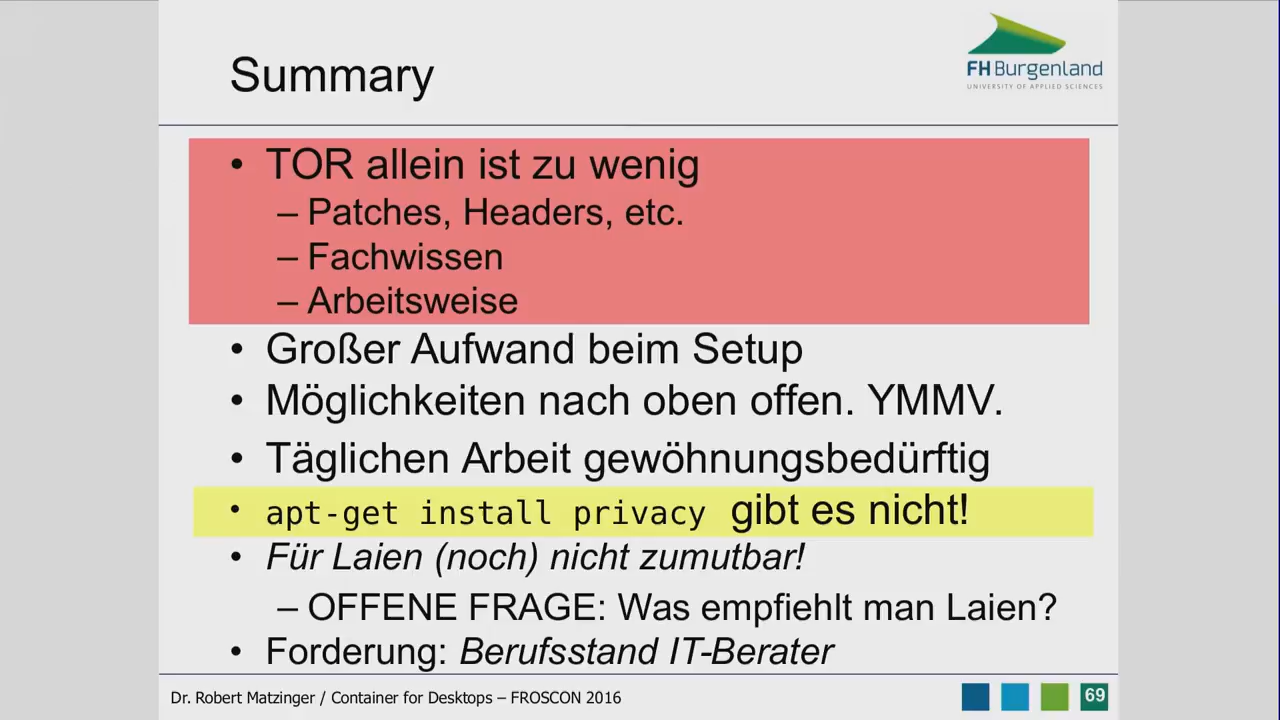 Summary
FH Burgenland
UNIVERSITY OF APPLIED SCIENCES
• TOR allein ist zu wenig
– Patches, Headers, etc.
– Fachwissen
– Arbeitsweise
• Großer Aufwand beim Setup
• Möglichkeiten nach oben offen. YMMV.
• Täglichen Arbeit gewöhnungsbedürftig
• apt-get install privacy gibt es nicht!
• Für Laien (noch) nicht zumutbar!
– OFFENE FRAGE: Was empfiehlt man Laien?
• Forderung: Berufsstand IT-Berater
Dr. Robert Matzinger / Container for Desktops – FROSCON 2016
69